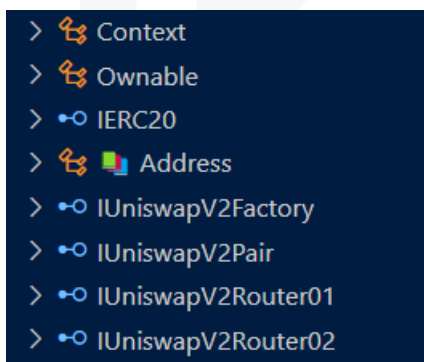 Context
Ownable
IERC20
Address
IUniswapV2Factory
IUniswapV2Pair
IUniswapV2Router01
IUniswapV2Router02